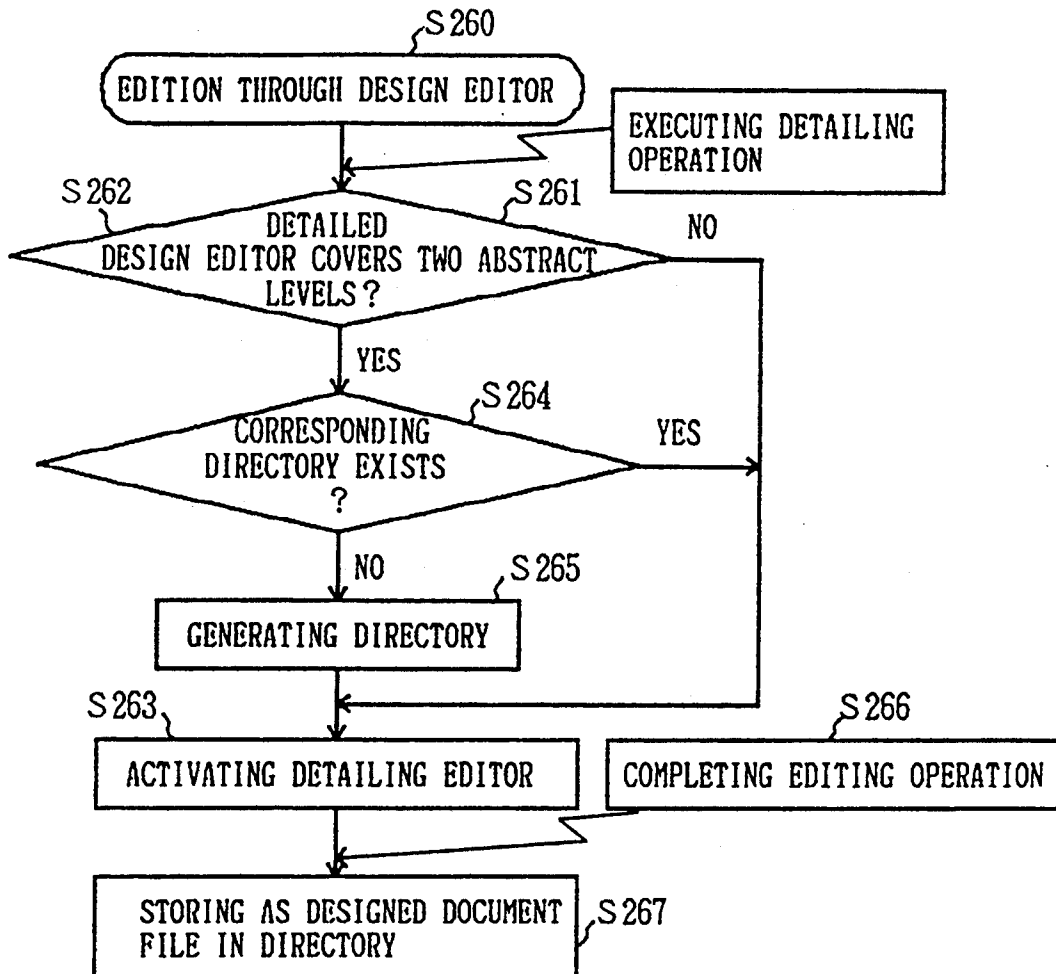 S260
EDITION THROUGH DESIGN EDITOR
EXECUTING DETAILING
OPERATION
S262
S261
DETAILED
DESIGN EDITOR COVERS TWO ABSTRACT
LEVELS?
NO
YES
S264
CORRESPONDING
DIRECTORY EXISTS
?
YES
NO
S265
GENERATING DIRECTORY
S263
ACTIVATING DETAILING EDITOR
S266
COMPLETING EDITING OPERATION
STORING AS DESIGNED DOCUMENT
FILE IN DIRECTORY
S267